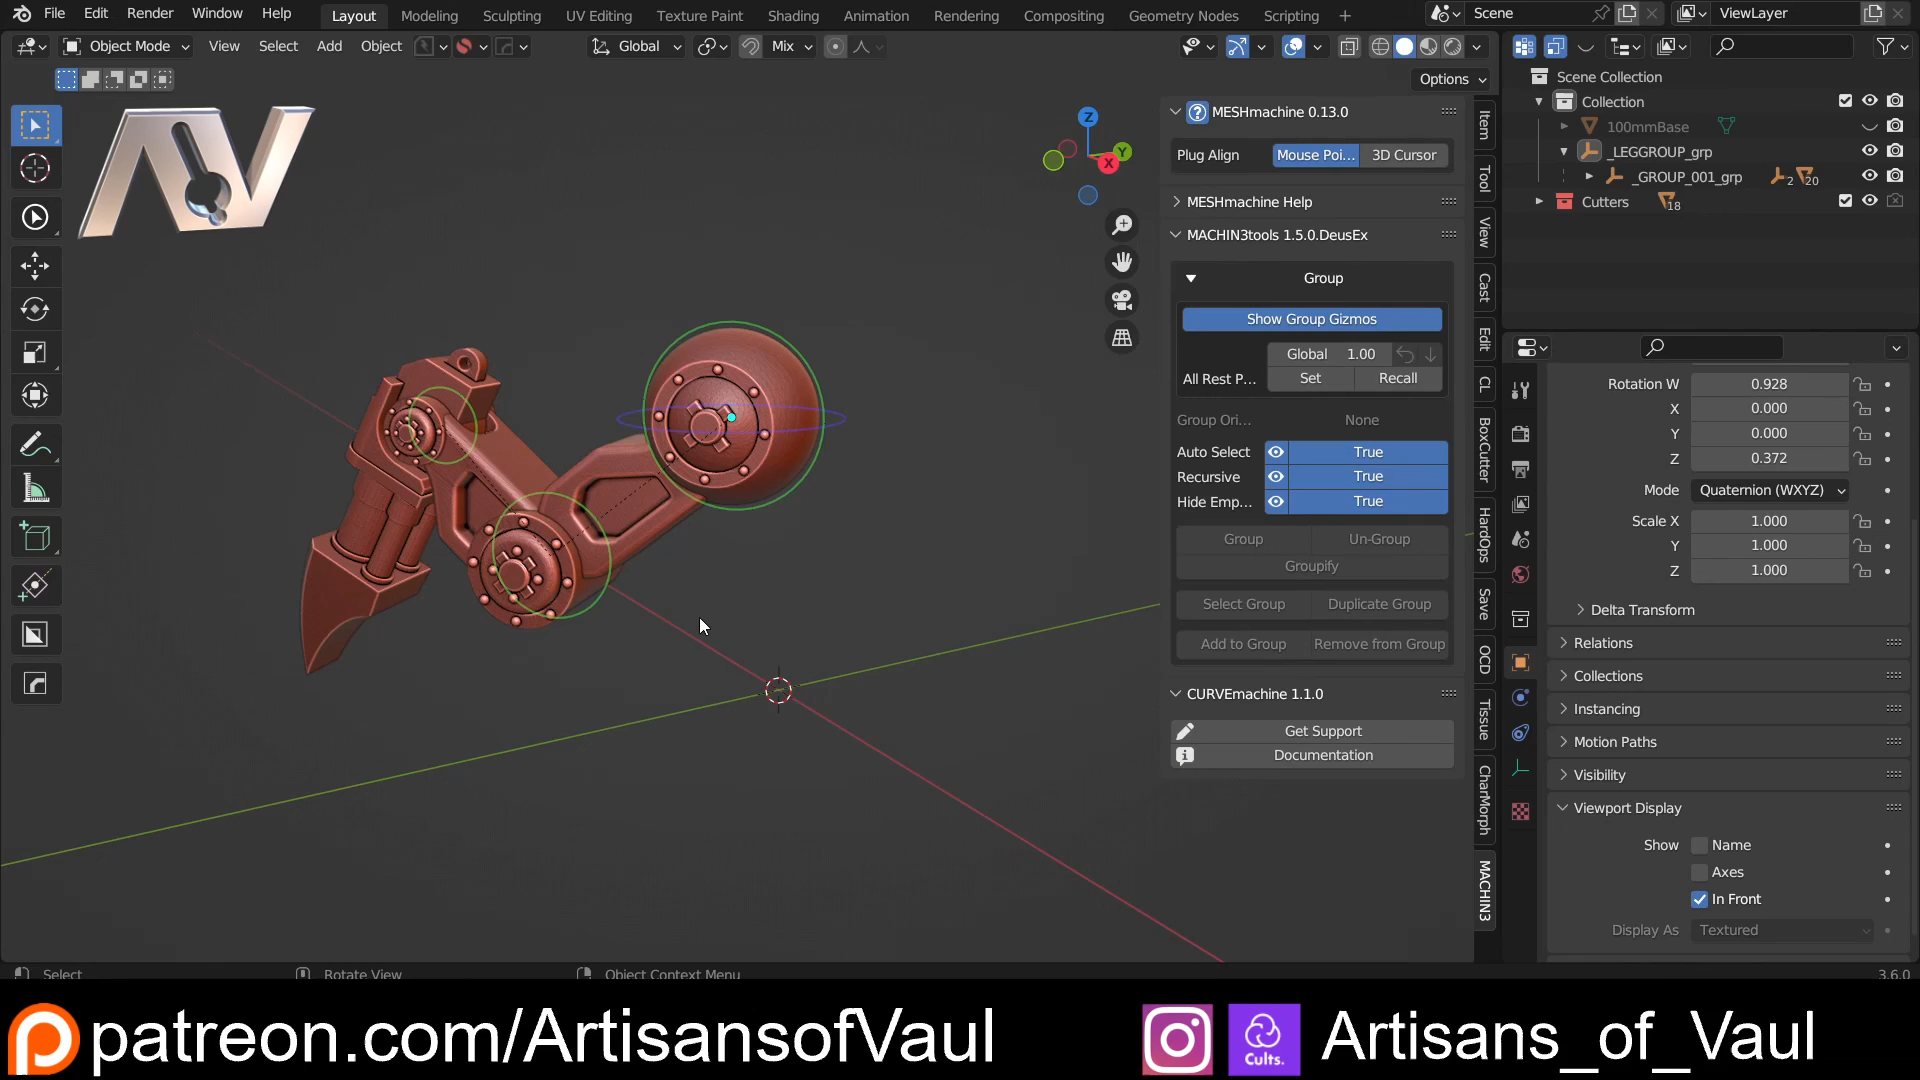 File Edit Render Window Help Layout Modeling Sculpting UV Editing Texture Paint Shading Animation Rendering Compositing Geometry Nodes Scripting + Scene ViewLayer
Object Mode View Select Add Object Global Mix
Options
Scene Collection
Collection
100mmBase
_LEGGROUP_grp
_GROUP_001_grp 2 20
Cutters 18
AV
Z
Y
X
MESHmachine 0.13.0
Plug Align Mouse Poi... 3D Cursor
MESHmachine Help
MACHIN3tools 1.5.0.DeusEx
Group
Show Group Gizmos
Global 1.00
All Rest P... Set Recall
Group Ori... None
Auto Select True
Recursive True
Hide Emp... True
Group Un-Group
Groupify
Select Group Duplicate Group
Add to Group Remove from Group
CURVEmachine 1.1.0
Get Support
Documentation
Item
Tool
View
Cast
Edit
CL
BoxCutter
HardOps
Save
OCD
Tissue
CharMorph
MACHIN3
Rotation W 0.928
X 0.000
Y 0.000
Z 0.372
Mode Quaternion (WXYZ)
Scale X 1.000
Y 1.000
Z 1.000
Delta Transform
Relations
Collections
Instancing
Motion Paths
Visibility
Viewport Display
Show Name
Axes
In Front
Display As Textured
Select Rotate View Object Context Menu 3.6.0
patreon.com/ArtisansofVaul Cults. Artisans_of_Vaul